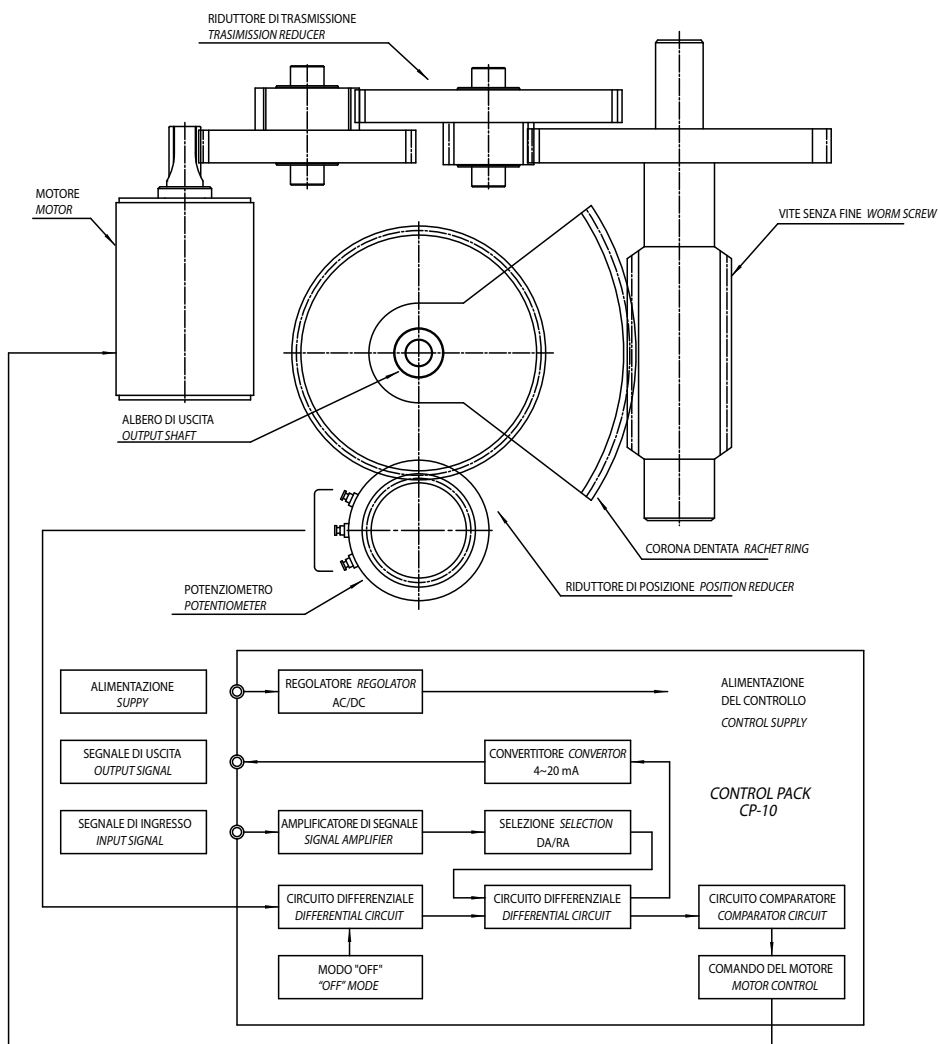 RIDUTTORE DI TRASMISSIONE
TRASIMISSION REDUCER
MOTORE
MOTOR
VITE SENZA FINE WORM SCREW
ALBERO DI USCITA
OUTPUT SHAFT
CORONA DENTATA RACHET RING
POTENZIOMETRO
POTENTIOMETER
RIDUTTORE DI POSIZIONE POSITION REDUCER
ALIMENTAZIONE
SUPPY
REGOLATORE REGOLATOR
AC/DC
ALIMENTAZIONE
DEL CONTROLLO
CONTROL SUPPLY
SEGNALE DI USCITA
OUTPUT SIGNAL
CONVERTITORE CONVERTOR
4~20 mA
CONTROL PACK
CP-10
SEGNALE DI INGRESSO
INPUT SIGNAL
AMPLIFICATORE DI SEGNALE
SIGNAL AMPLIFIER
SELEZIONE SELECTION
DA/RA
CIRCUITO DIFFERENZIALE
DIFFERENTIAL CIRCUIT
CIRCUITO DIFFERENZIALE
DIFFERENTIAL CIRCUIT
CIRCUITO COMPARATORE
COMPARATOR CIRCUIT
MODO "OFF"
"OFF" MODE
COMANDO DEL MOTORE
MOTOR CONTROL